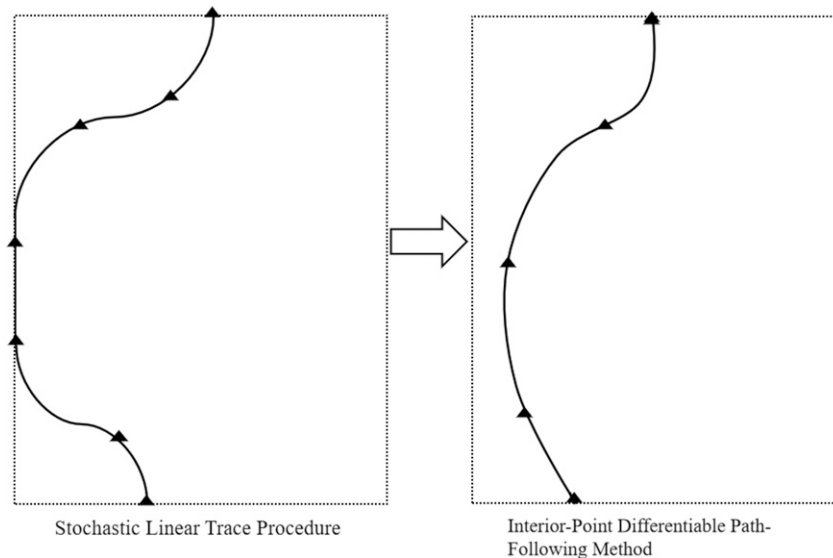 Stochastic Linear Trace Procedure
Interior-Point Differentiable Path-
Following Method